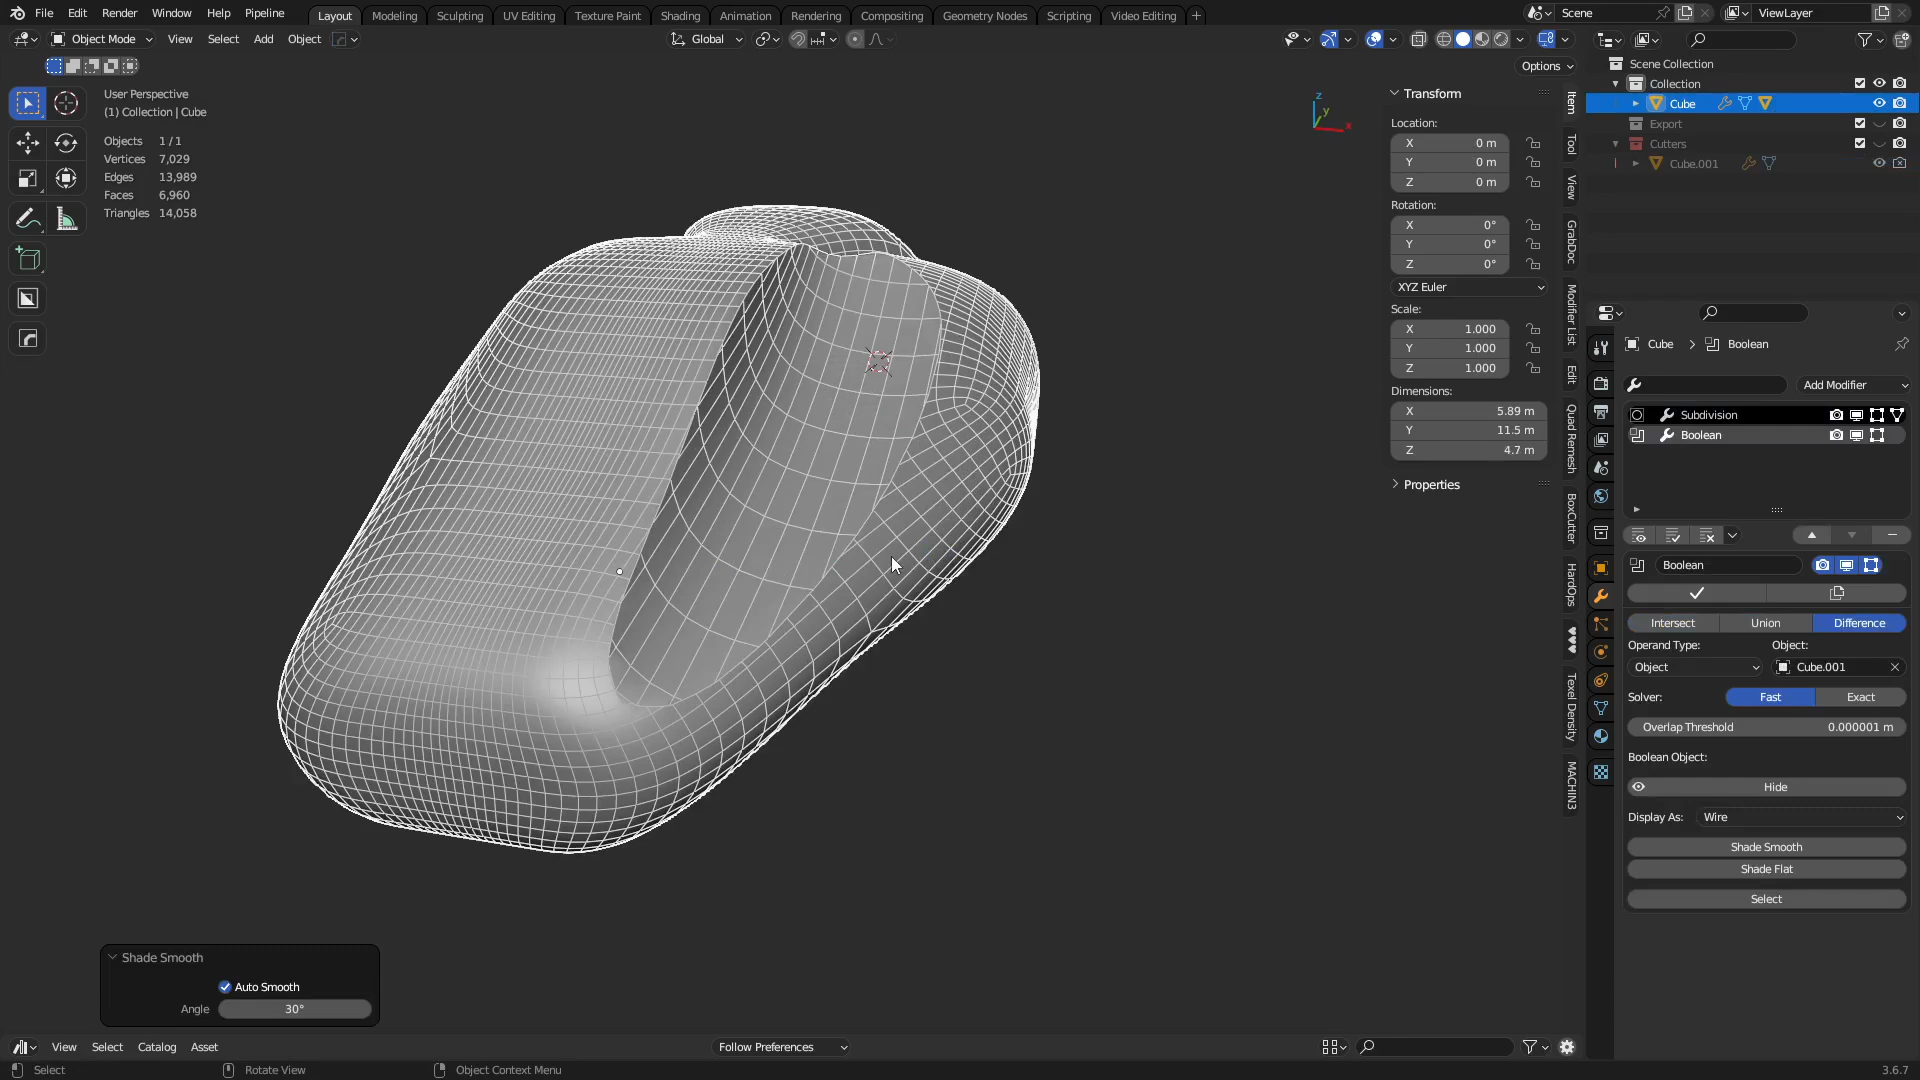 File Edit Render Window Help Pipeline Layout Modeling Sculpting UV Editing Texture Paint Shading Animation Rendering Compositing Geometry Nodes Scripting Video Editing + Scene ViewLayer
Object Mode View Select Add Object Global
Options
User Perspective
(1) Collection | Cube
Objects 1 / 1
Vertices 7,029
Edges 13,989
Faces 6,960
Triangles 14,058
Z
Y
X
Transform
Location:
X 0 m
Y 0 m
Z 0 m
Rotation:
X 0°
Y 0°
Z 0°
XYZ Euler
Scale:
X 1.000
Y 1.000
Z 1.000
Dimensions:
X 5.89 m
Y 11.5 m
Z 4.7 m
Properties
Item
Tool
View
GrabDoc
Modifier List
Edit
Quad Remesh
BoxCutter
HardOps
♥♥♥
Texel Density
MACHIN3
Scene Collection
Collection
Cube
Export
Cutters
Cube.001
Cube > Boolean
Add Modifier
Subdivision
Boolean
Boolean
Intersect Union Difference
Operand Type: Object:
Object Cube.001
Solver: Fast Exact
Overlap Threshold 0.000001 m
Boolean Object:
Hide
Display As: Wire
Shade Smooth
Shade Flat
Select
Shade Smooth
Auto Smooth
Angle 30°
View Select Catalog Asset Follow Preferences
Select Rotate View Object Context Menu 3.6.7